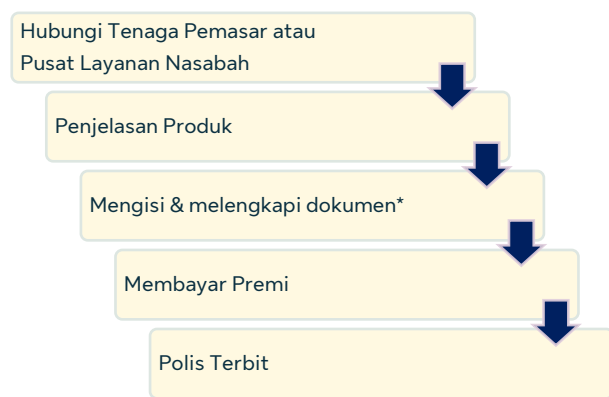 Hubungi Tenaga Pemasar atau
Pusat Layanan Nasabah
Penjelasan Produk
Mengisi & melengkapi dokumen*
Membayar Premi
Polis Terbit